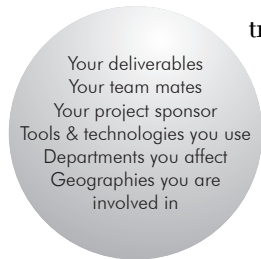 Your deliverables
Your team mates
Your project sponsor
Tools & technologies you use
Departments you affect
Geographies you are
involved in